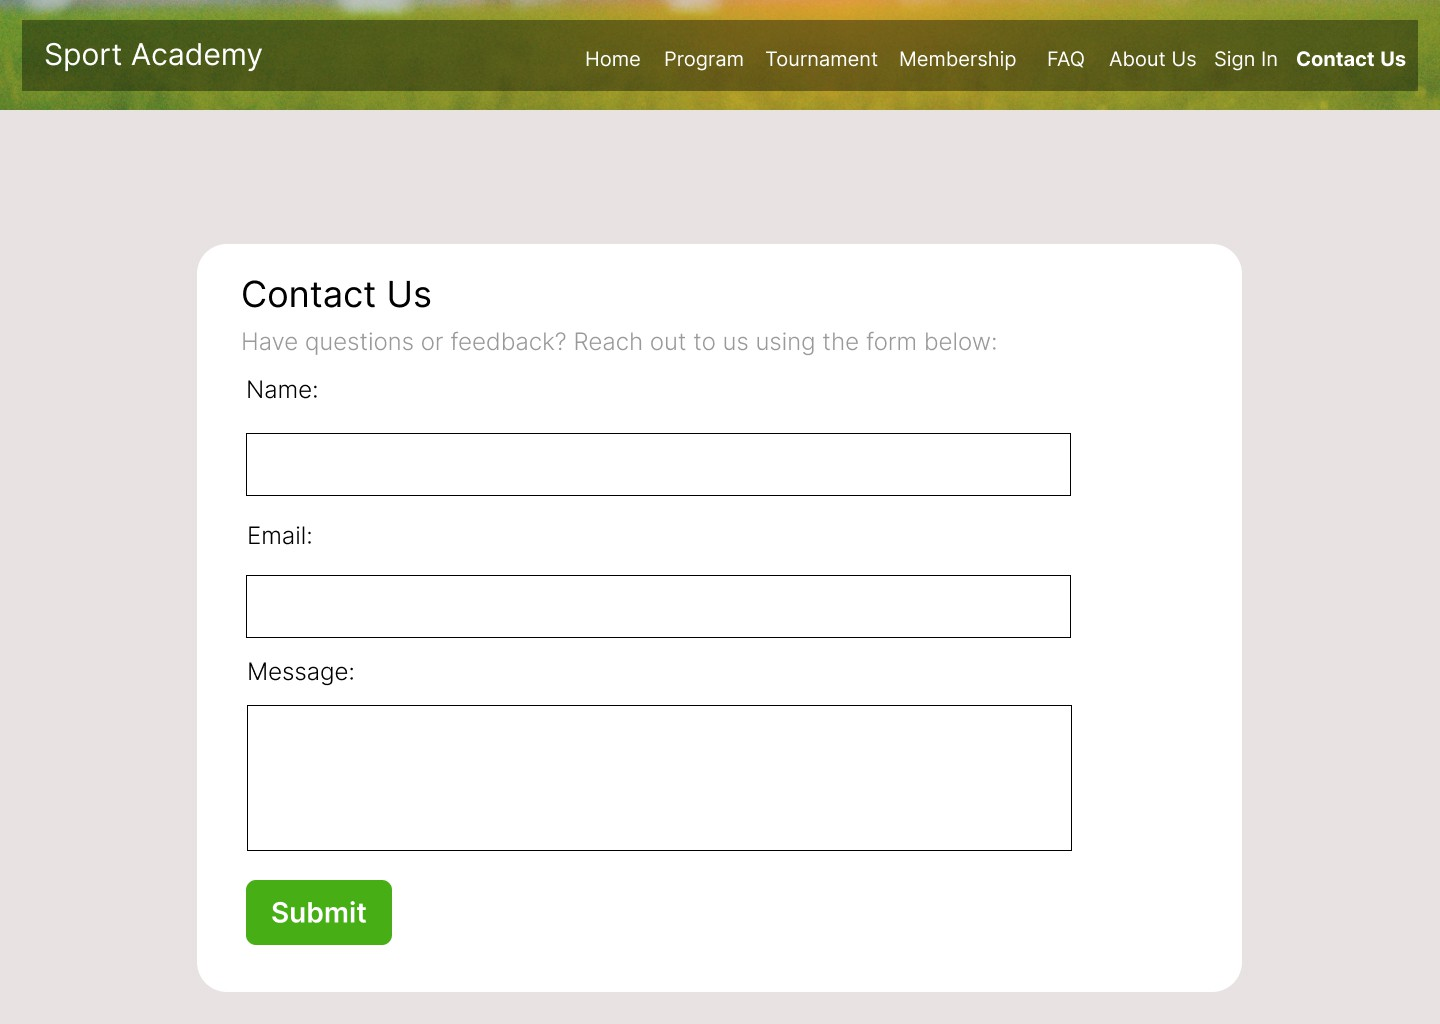 Sport Academy
Home Program Tournament Membership FAQ About Us Sign In Contact Us
Contact Us
Have questions or feedback? Reach out to us using the form below:
Name:
Email:
Message:
Submit